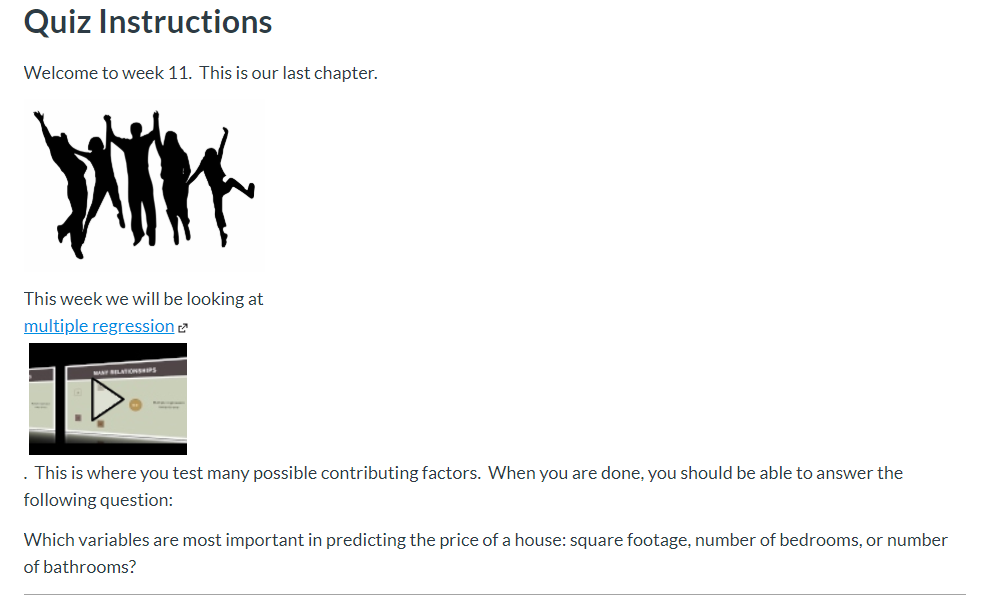 Quiz Instructions
Welcome to week 11.  This is our last chapter.
This week we will be looking at
multiple regression
MANY RELATIONSHIPS
.  This is where you test many possible contributing factors.  When you are done, you should be able to answer the
following question:
Which variables are most important in predicting the price of a house: square footage, number of bedrooms, or number
of bathrooms?